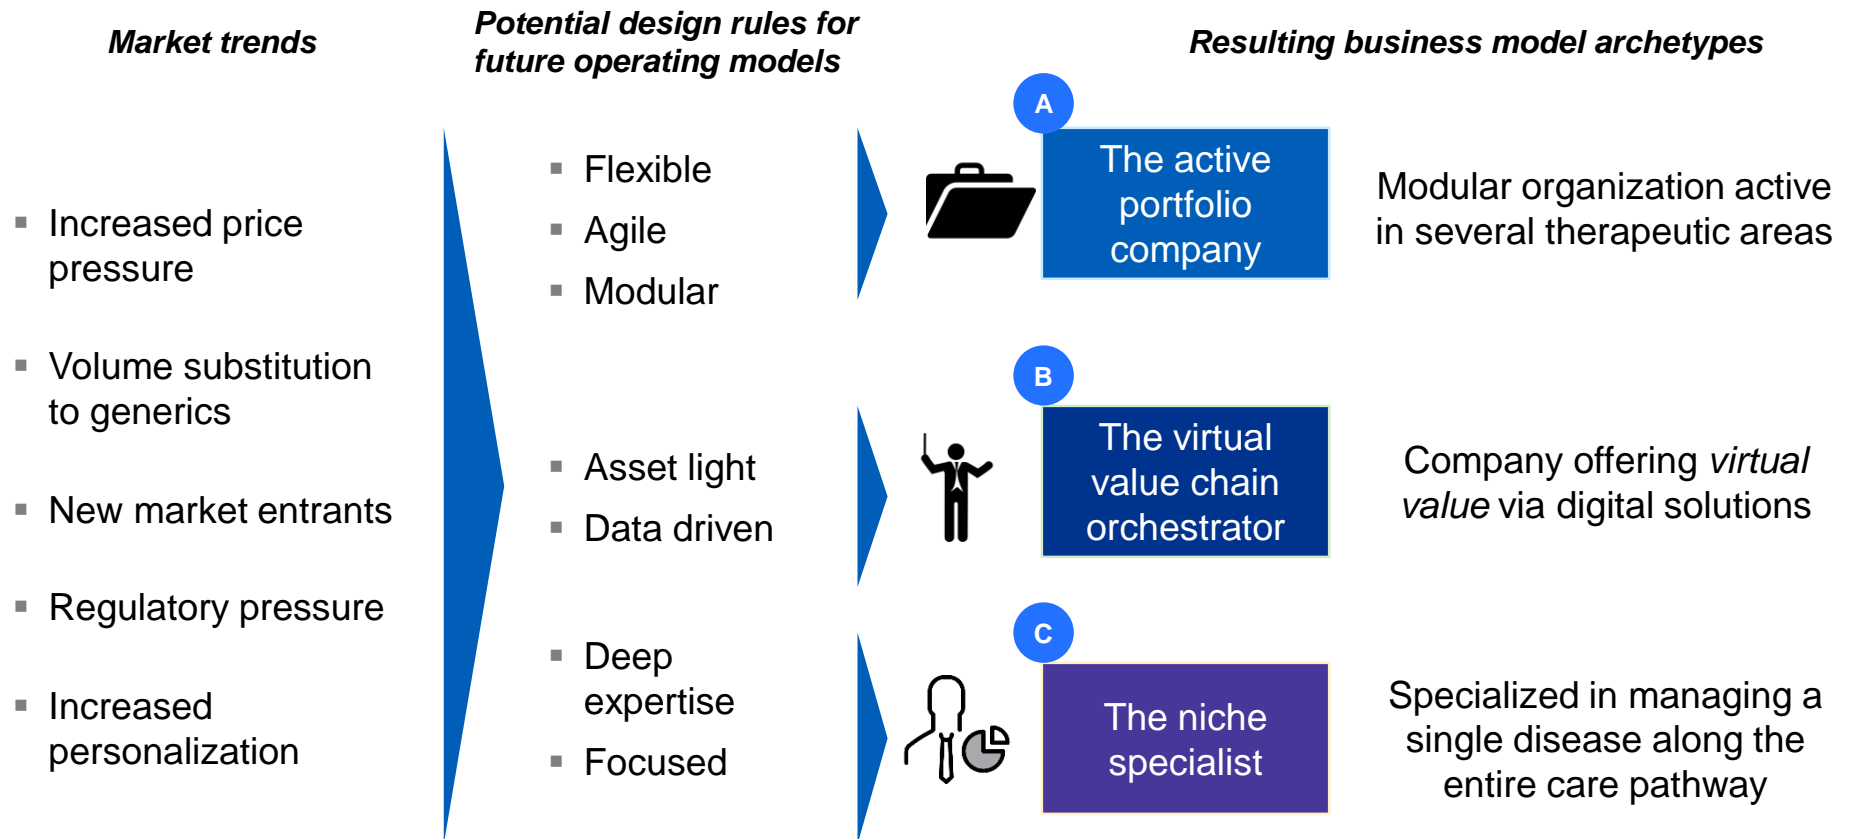 Market trends
Potential design rules for
future operating models
Resulting business model archetypes
Increased price
pressure
Volume substitution
to generics
New market entrants
Regulatory pressure
Increased
personalization
Flexible
Agile
Modular
Asset light
Data driven
Deep
expertise
Focused
A
The active
portfolio
company
Modular organization active
in several therapeutic areas
B
The virtual
value chain
orchestrator
Company offering virtual
value via digital solutions
C
The niche
specialist
Specialized in managing a
single disease along the
entire care pathway